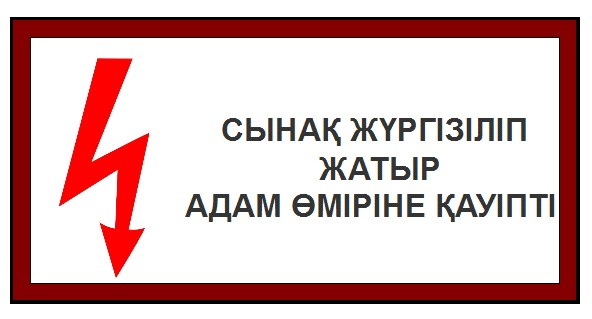 СЫНАҚ ЖҮРГІЗІЛІП
ЖАТЫР
АДАМ ӨМІРІНЕ ҚАУІПТІ